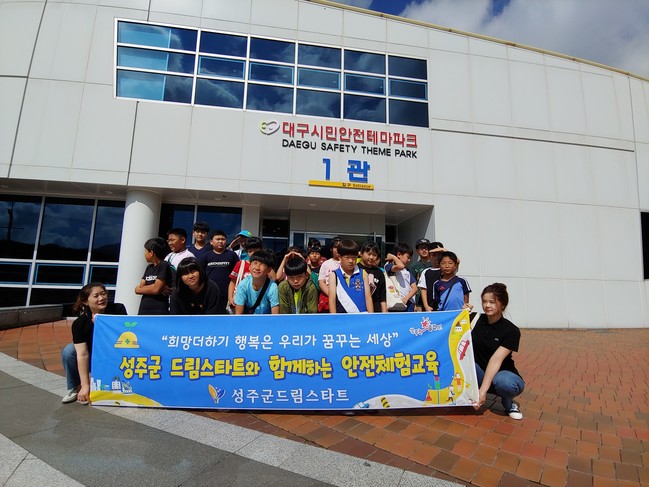 대구시민안전테마파크
DAEGU SAFETY THEME PARK
1관
입구 Entrance
"희망더하기 행복은 우리가 꿈꾸는 세상"
성주군 드림스타트와 함께하는 안전체험교육
성주군드림스타트